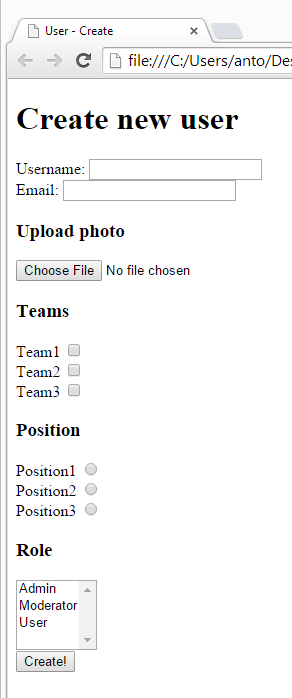 User - Create
file:///C:/Users/anto/Des
Create new user
Username:
Email:
Upload photo
Choose File No file chosen
Teams
Team1
Team2
Team3
Position
Position1
Position2
Position3
Role
Admin
Moderator
User
Create!